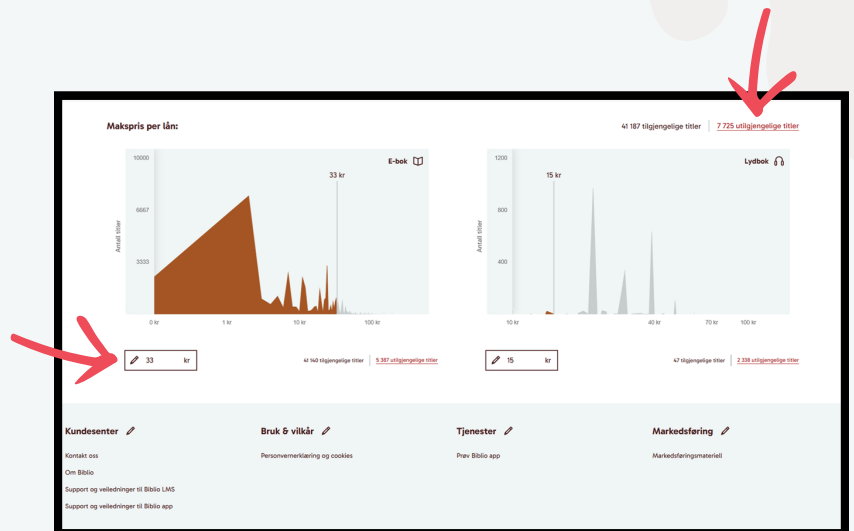 Makspris per lån:
41 187 tilgjengelige titler
7 725 utilgjengelige titler
10000
6667
3333
Antall titler
E-bok
33 kr
0 kr
1 kr
10 kr
100 kr
33 kr
41 140 tilgjengelige titler
5 387 utilgjengelige titler
1200
800
400
Antall titler
Lydbok
15 kr
10 kr
40 kr
70 kr
100 kr
15 kr
47 tilgjengelige titler
2 338 utilgjengelige titler
Kundesenter
Kontakt oss
Om Biblio
Support og veiledninger til Biblio LMS
Support og veiledninger til Biblio app
Bruk & vilkår
Personvernerklæring og cookies
Tjenester
Prøv Biblio app
Markedsføring
Markedsføringsmateriell